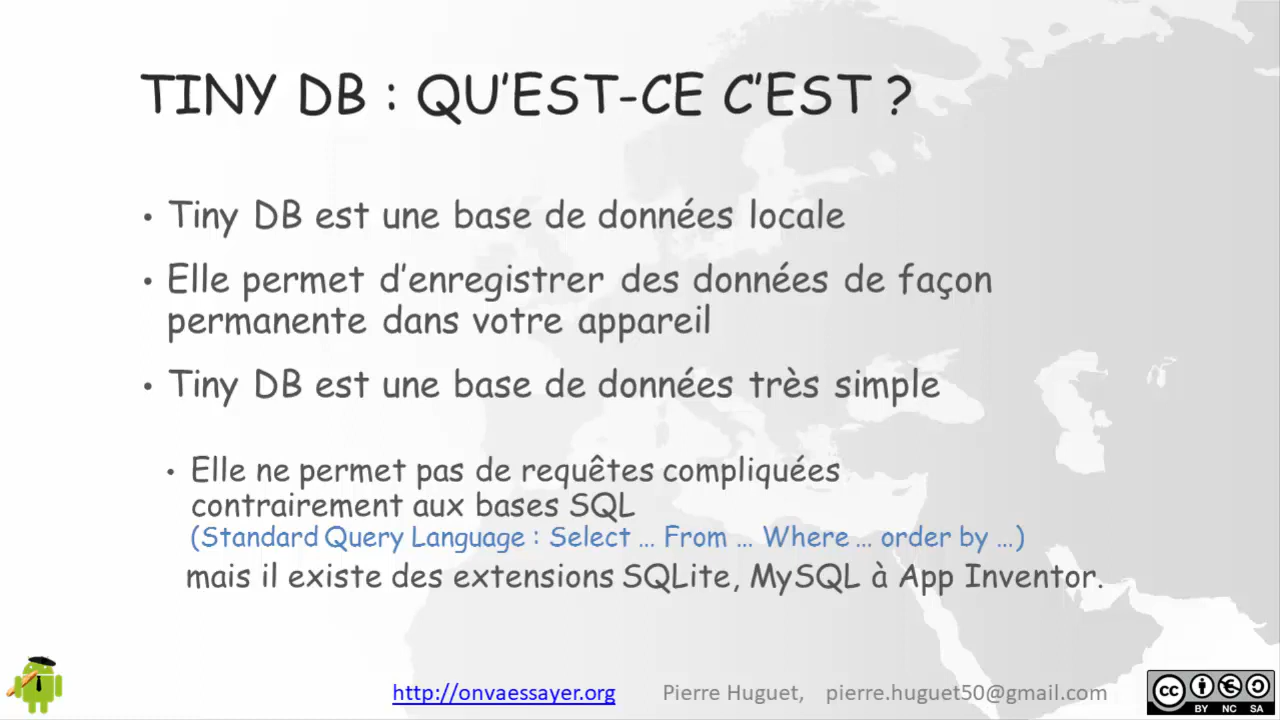 TINY DB : QU’EST-CE C’EST ?
• Tiny DB est une base de données locale
• Elle permet d’enregistrer des données de façon
permanente dans votre appareil
• Tiny DB est une base de données très simple
• Elle ne permet pas de requêtes compliquées
contrairement aux bases SQL
(Standard Query Language : Select … From … Where … order by …)
mais il existe des extensions SQLite, MySQL à App Inventor.
http://onvaessayer.org Pierre Huguet, pierre.huguet50@gmail.com
cc
BY NC SA